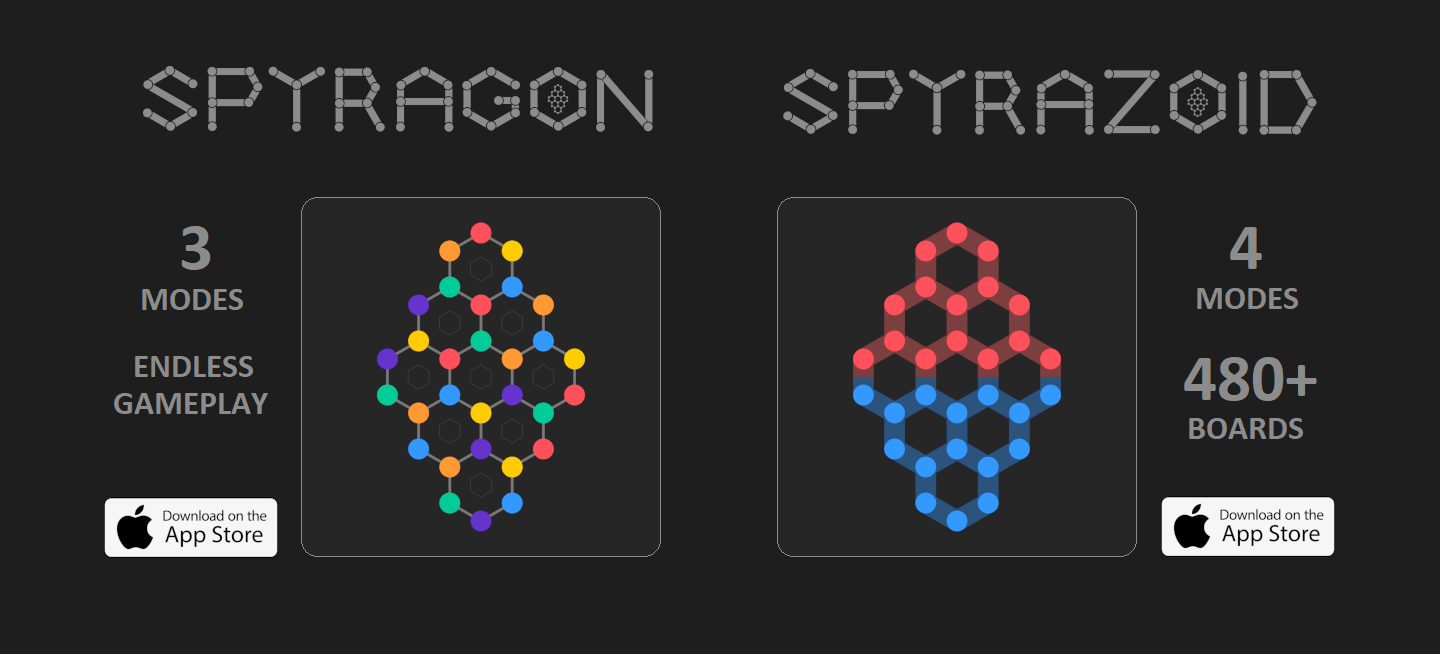 SPYRAGON
SPYRAZOID
3
MODES
ENDLESS
GAMEPLAY
Download on the
App Store
4
MODES
480+
BOARDS
Download on the
App Store